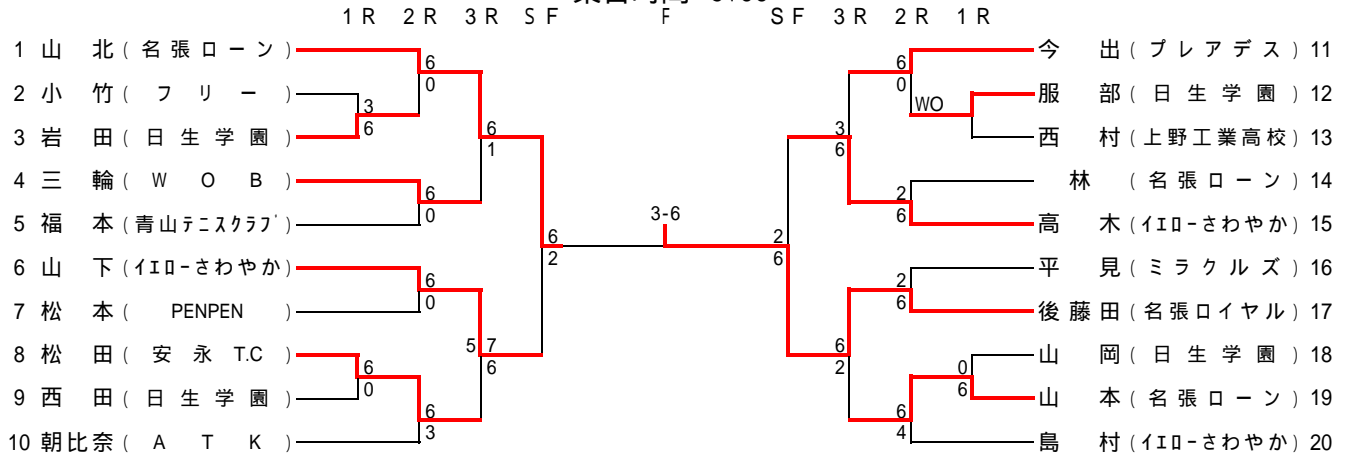 1R 2R 3R SF F SF 3R 2R 1R
1 山 北 (名張ローン) 6 6 今 出 (プレアデス) 11
0 0
2 小 竹 ( フ リ ー ) 3 WO 服 部 (日生学園) 12
6
3 岩 田 (日生学園) 6 3 西 村 (上野工業高校) 13
1 6
4 三 輪 ( W O B ) 6 2 林 (名張ローン) 14
0 6
5 福 本 (青山テニスクラブ) 3-6 高 木 (イエローさわやか) 15
6 2
2 6
6 山 下 (イエローさわやか) 6 2 平 見 (ミラクルズ) 16
0 6
7 松 本 ( PENPEN ) 後藤田 (名張ロイヤル) 17
5 7 6
6 2
8 松 田 ( 安 永 T.C ) 6 0 山 岡 (日生学園) 18
0 6
9 西 田 (日生学園) 山 本 (名張ローン) 19
6 6
3 4
10 朝比奈 ( A T K ) 島 村 (イエローさわやか) 20